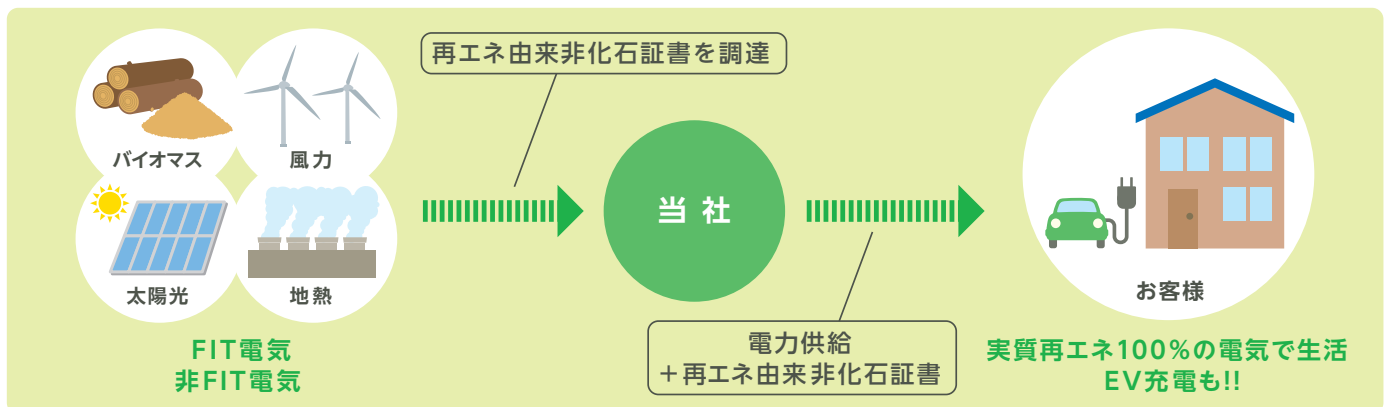 再エネ由来非化石証書を調達
バイオマス
風力
太陽光
地熱
FIT電気
非FIT電気
当社
電力供給
＋再エネ由来非化石証書
お客様
実質再エネ100%の電気で生活
EV充電も!!